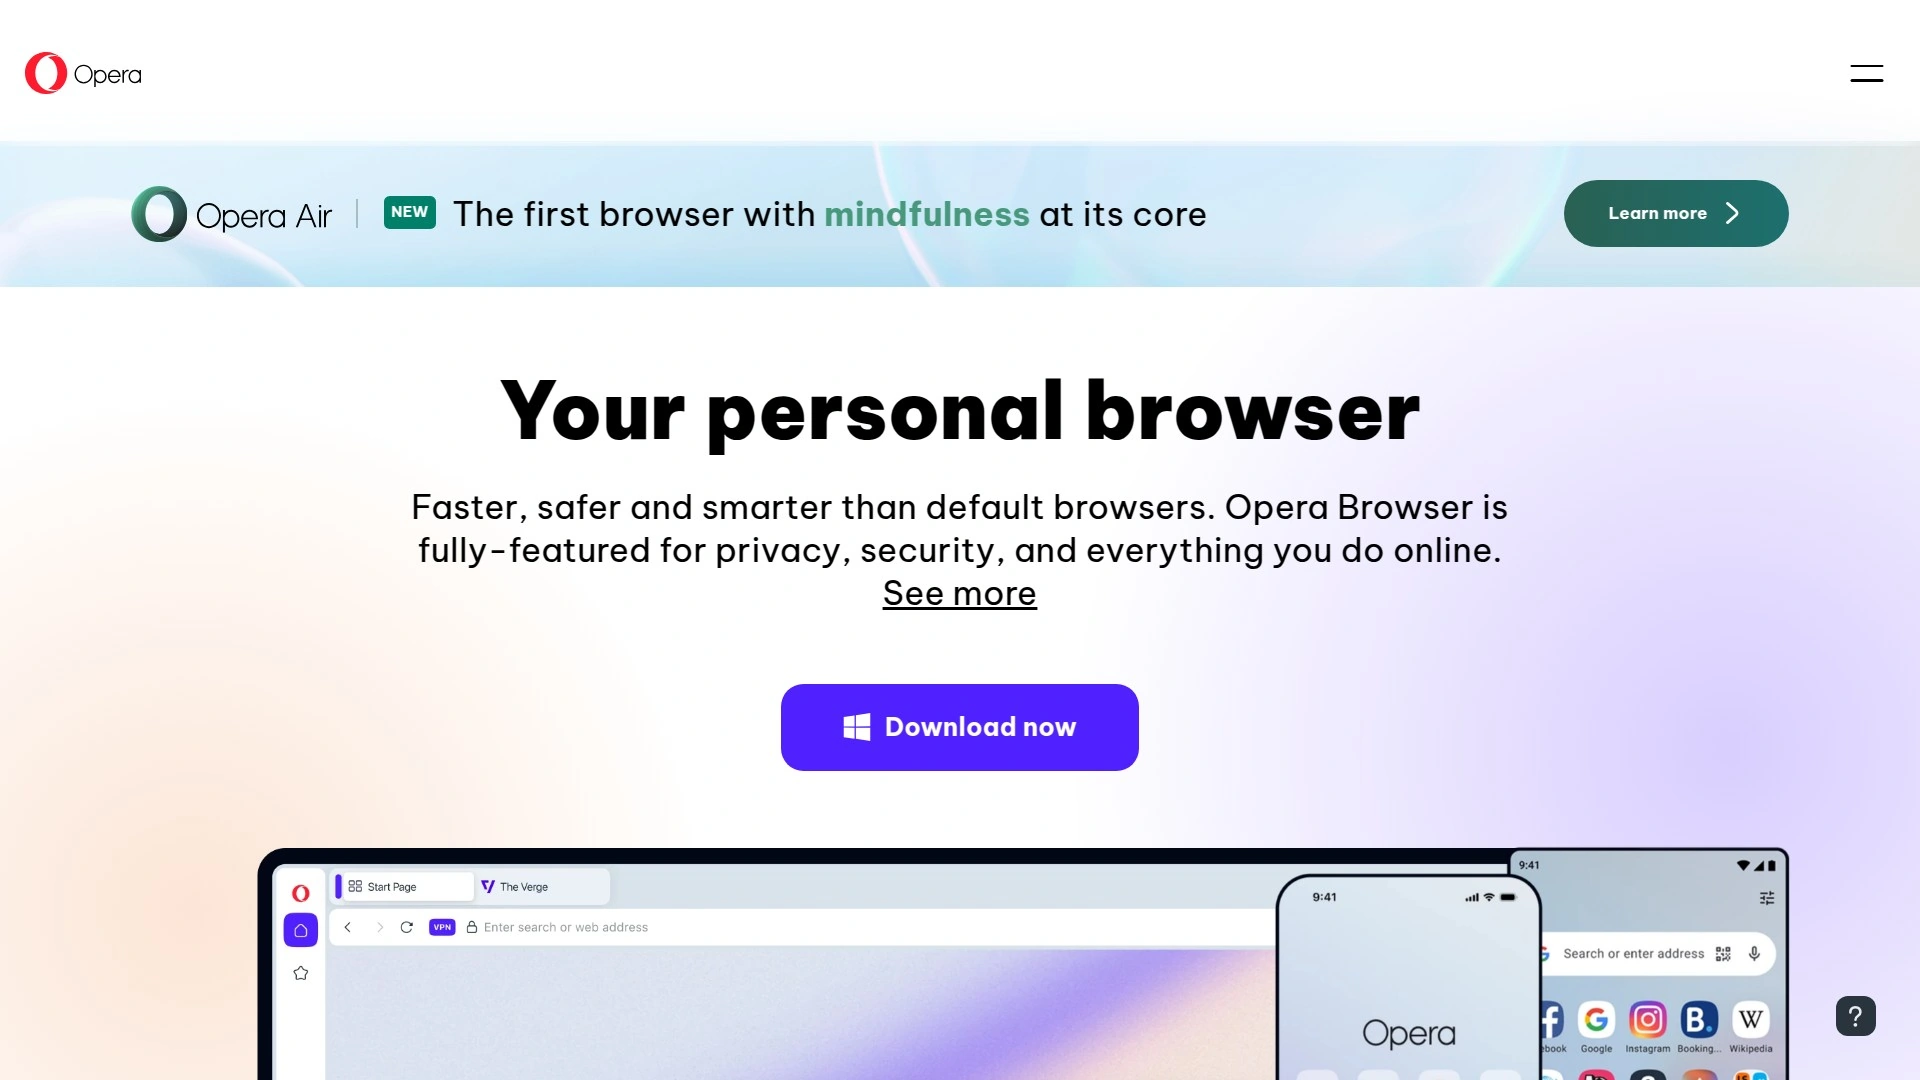 Opera
Opera Air
NEW
The first browser with mindfulness at its core
Learn more
Your personal browser
Faster, safer and smarter than default browsers. Opera Browser is
fully-featured for privacy, security, and everything you do online.
See more
Download now
Start Page
The Verge
VPN
Enter search or web address
9:41
Opera
9:41
Search or enter address
ebook
Google
Instagram
Booking...
Wikipedia
B.
W
?